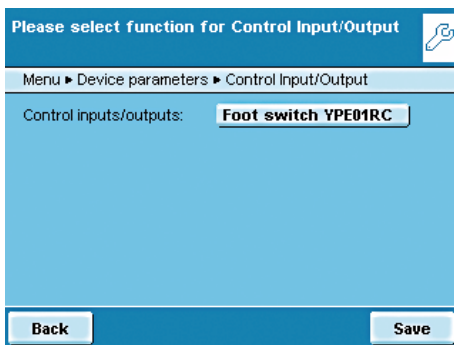 Please select function for Control Input/Output
Menu ▸ Device parameters ▸ Control Input/Output
Control inputs/outputs: Foot switch YPE01RC
Back Save